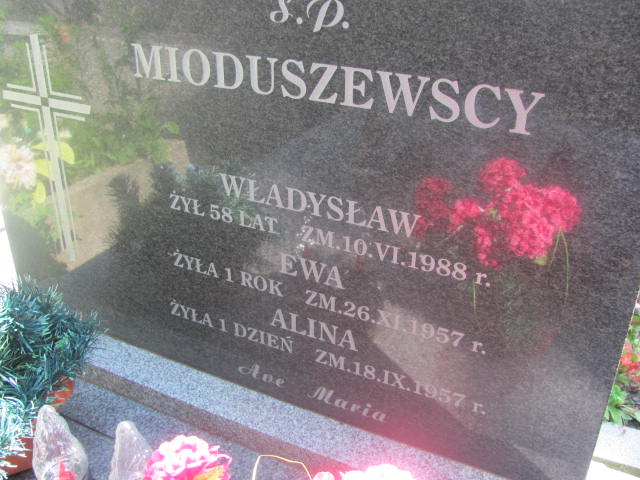 Ś.P.
MIODUSZEWSCY
WŁADYSŁAW
ŻYŁ 58 LAT ZM.10.VI.1988 r.
EWA
ŻYŁA 1 ROK ZM.26.XI.1957 r.
ALINA
ŻYŁA 1 DZIEŃ ZM.18.IX.1957 r.
Ave Maria